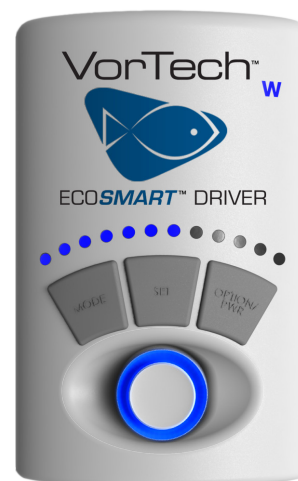 VorTech™
W
ECOSMART™ DRIVER
MODE
SET
OPTION/
PWR